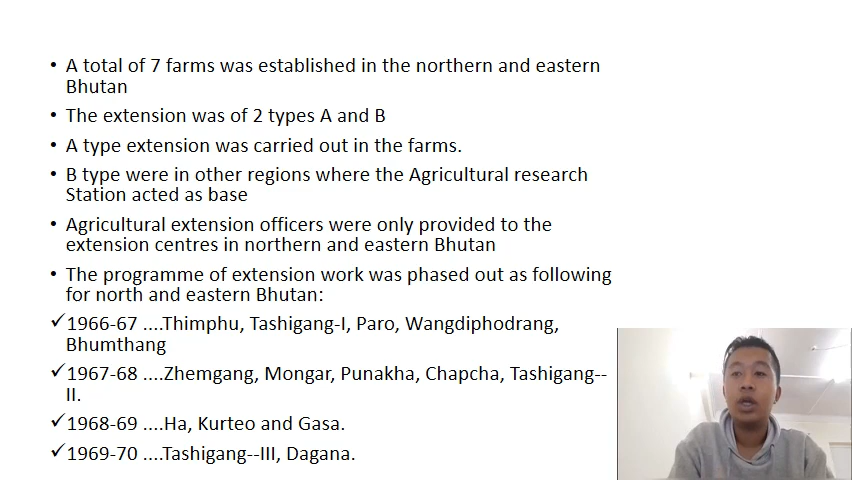 • A total of 7 farms was established in the northern and eastern
Bhutan
• The extension was of 2 types A and B
• A type extension was carried out in the farms.
• B type were in other regions where the Agricultural research
Station acted as base
• Agricultural extension officers were only provided to the
extension centres in northern and eastern Bhutan
• The programme of extension work was phased out as following
for north and eastern Bhutan:
✓1966-67 ....Thimphu, Tashigang-I, Paro, Wangdiphodrang,
Bhumthang
✓1967-68 ....Zhemgang, Mongar, Punakha, Chapcha, Tashigang--
II.
✓1968-69 ....Ha, Kurteo and Gasa.
✓1969-70 ....Tashigang--III, Dagana.